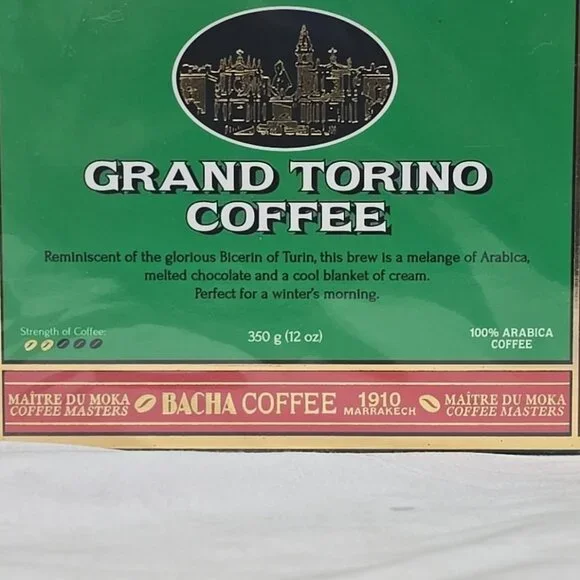 GRAND TORINO
COFFEE
Reminiscent of the glorious Bicerin of Turin, this brew is a melange of Arabica,
melted chocolate and a cool blanket of cream.
Perfect for a winter's morning.
Strength of Coffee:
350 g (12 oz)
100% ARABICA
COFFEE
MAÎTRE DU MOKA
COFFEE MASTERS
BACHA COFFEE
1910
MARRAKECH
MAÎTRE DU MOKA
COFFEE MASTERS